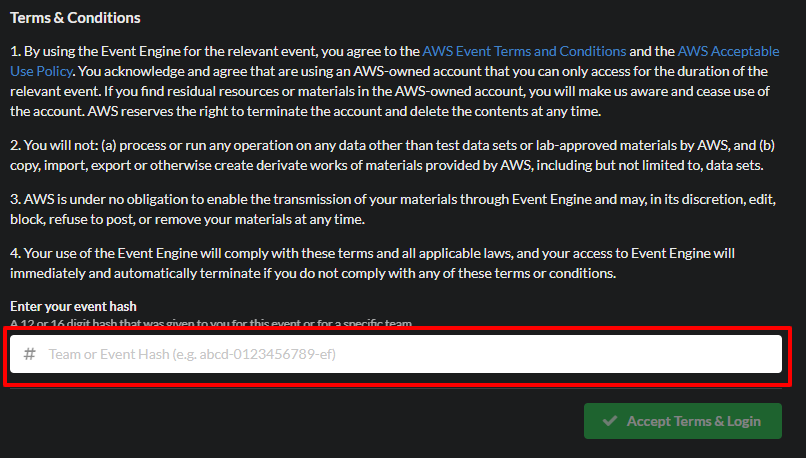 Terms & Conditions
1. By using the Event Engine for the relevant event, you agree to the AWS Event Terms and Conditions and the AWS Acceptable
Use Policy. You acknowledge and agree that are using an AWS-owned account that you can only access for the duration of the
relevant event. If you find residual resources or materials in the AWS-owned account, you will make us aware and cease use of
the account. AWS reserves the right to terminate the account and delete the contents at any time.
2. You will not: (a) process or run any operation on any data other than test data sets or lab-approved materials by AWS, and (b)
copy, import, export or otherwise create derivate works of materials provided by AWS, including but not limited to, data sets.
3. AWS is under no obligation to enable the transmission of your materials through Event Engine and may, in its discretion, edit,
block, refuse to post, or remove your materials at any time.
4. Your use of the Event Engine will comply with these terms and all applicable laws, and your access to Event Engine will
immediately and automatically terminate if you do not comply with any of these terms or conditions.
Enter your event hash
A 12 or 16 digit hash that was given to you for this event or for a specific team
# Team or Event Hash (e.g. abcd-0123456789-ef)
Accept Terms & Login